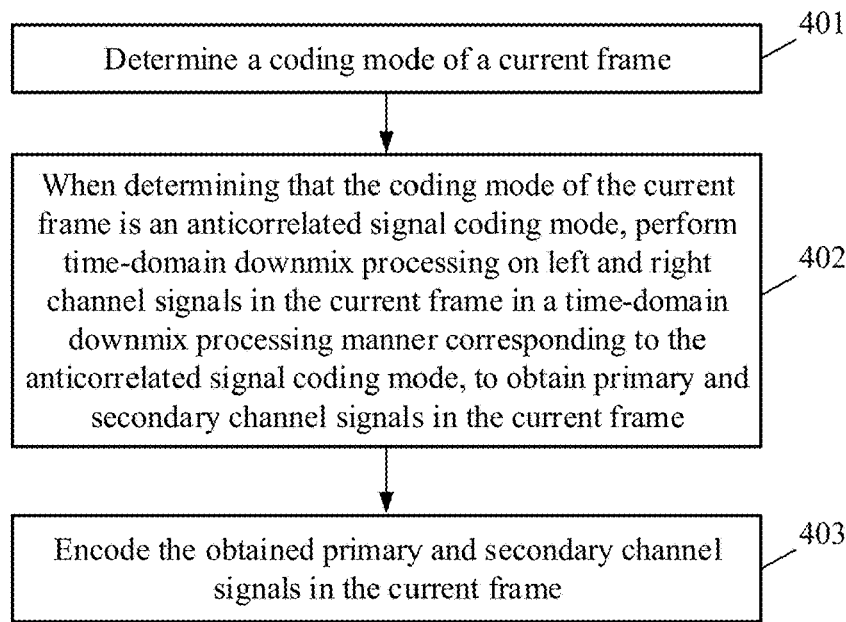 401
Determine a coding mode of a current frame
When determining that the coding mode of the current
frame is an anticorrelated signal coding mode, perform
time-domain downmix processing on left and right
channel signals in the current frame in a time-domain
downmix processing manner corresponding to the
anticorrelated signal coding mode, to obtain primary and
secondary channel signals in the current frame
402
Encode the obtained primary and secondary channel
signals in the current frame
403